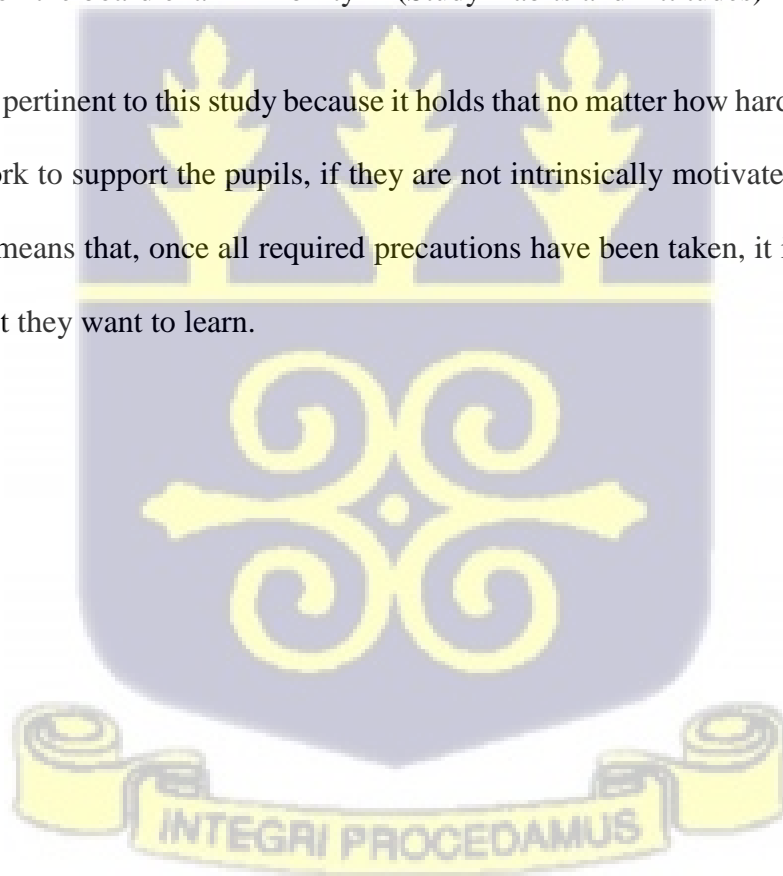 (Study
pertinent to this study because it holds that no matter how hard
to support the pupils, if they are not intrinsically motivate
means that, once all required precautions have been taken, it
they want to learn.
INTEGRI PROCEDAMUS